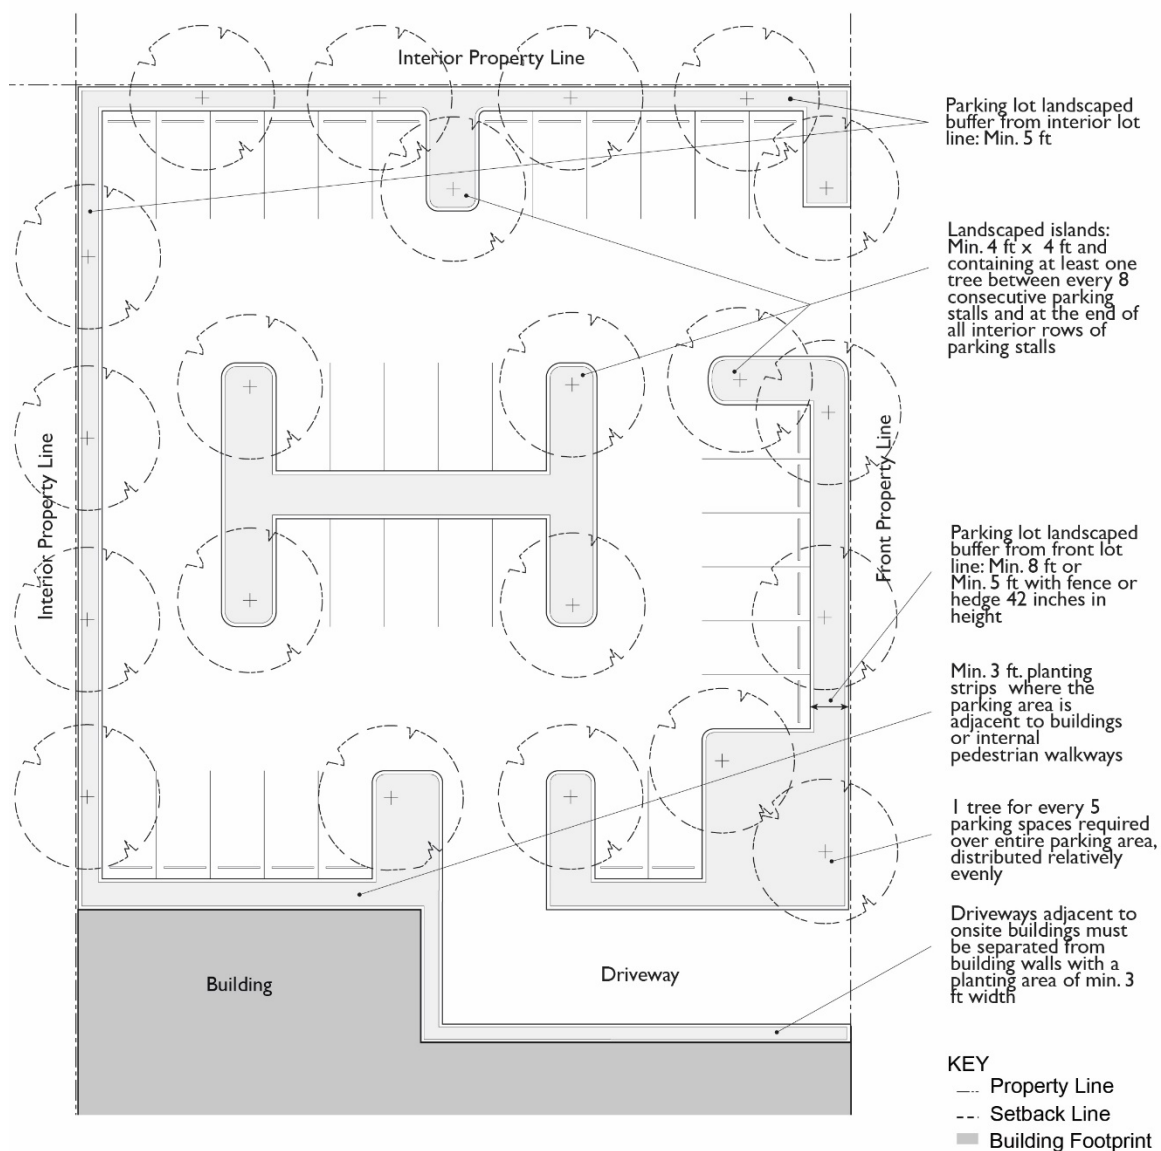 Interior Property Line
Parking lot landscaped
buffer from interior lot
line: Min. 5 ft
Landscaped islands:
Min. 4 ft x 4 ft and
containing at least one
tree between every 8
consecutive parking
stalls and at the end of
all interior rows of
parking stalls
Interior Property Line
Front Property Line
Parking lot landscaped
buffer from front lot
line: Min. 8 ft or
Min. 5 ft with fence or
hedge 42 inches in
height
Min. 3 ft. planting
strips where the
parking area is
adjacent to buildings
or internal
pedestrian walkways
1 tree for every 5
parking spaces required
over entire parking area,
distributed relatively
evenly
Driveways adjacent to
onsite buildings must
be separated from
building walls with a
planting area of min. 3
ft width
Building
Driveway
KEY
Property Line
Setback Line
Building Footprint